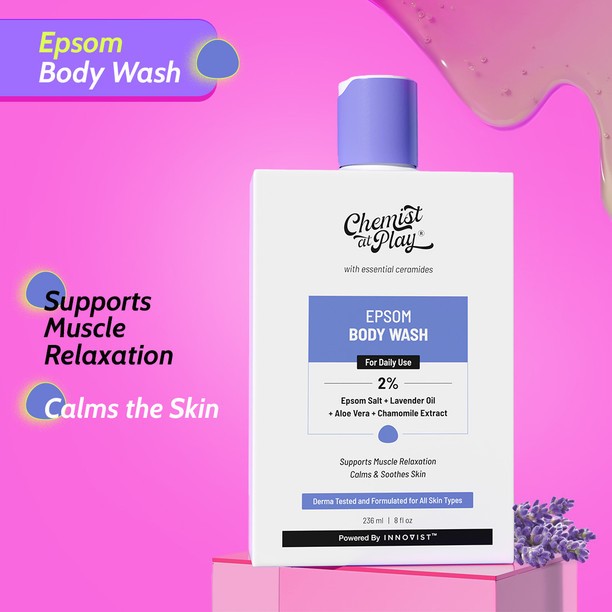 Epsom
Body Wash
Supports
Muscle
Relaxation
Calms the Skin
Chemist
at Play®
with essential ceramides
EPSOM
BODY WASH
For Daily Use
2%
Epsom Salt + Lavender Oil
+ Aloe Vera + Chamomile Extract
Supports Muscle Relaxation
Calms & Soothes Skin
Derma Tested and Formulated for All Skin Types
236 ml | 8 fl oz
Powered By INNOVIST™